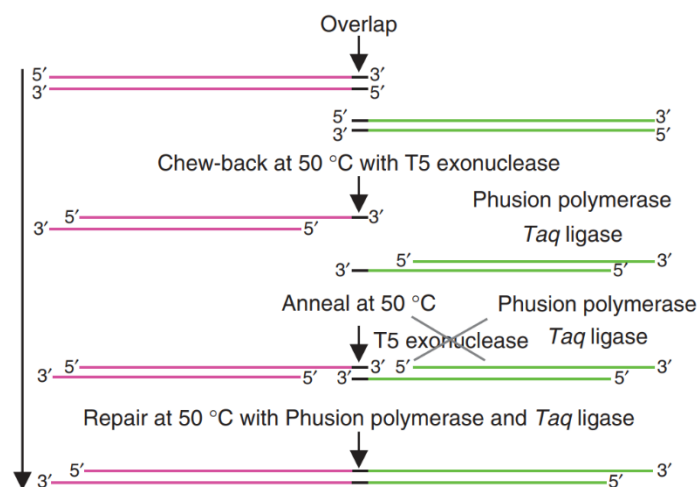 Overlap
5′ 3′
3′ 5′
5′ 3′
3′ 5′
Chew-back at 50 °C with T5 exonuclease
Phusion polymerase
5′ 3′
3′ 5′
Taq ligase
5′ 3′
3′ 5′
Anneal at 50 °C Phusion polymerase
T5 exonuclease Taq ligase
5′ 3′ 5′ 3′
3′ 5′ 3′ 5′
Repair at 50 °C with Phusion polymerase and Taq ligase
5′ 3′
3′ 5′